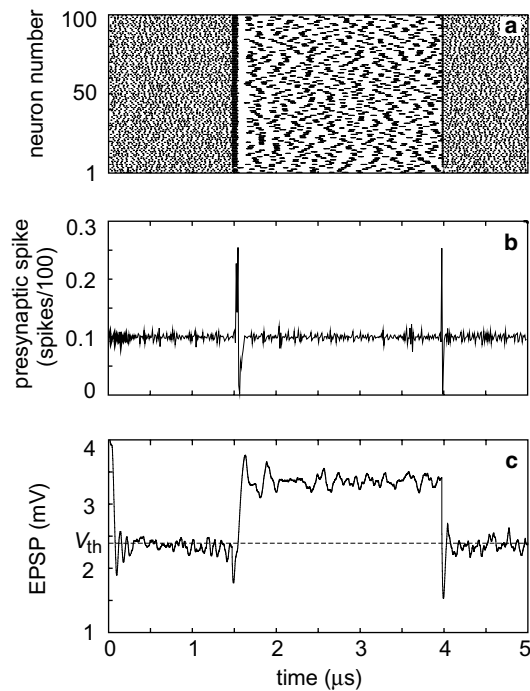 a
100
50
1
neuron number
b
0.3
0.2
0.1
0
presynaptic spike
(spikes/100)
c
4
3
Vth
2
1
EPSP (mV)
0 1 2 3 4 5
time (μs)